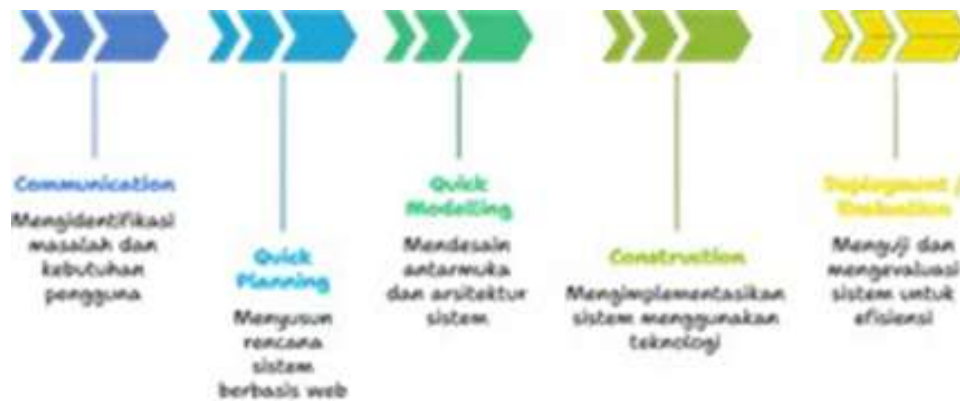 Communication
Mengidentifikasi
masalah dan
kebutuhan
pengguna
Quick
Planning
Menyusun
rencana
sistem
berbasis web
Quick
Modelling
Mendesain
antarmuka
dan arsitektur
sistem
Construction
Mengimplementasikan
sistem menggunakan
teknologi
Deployment /
Evaluation
Menguji dan
mengevaluasi
sistem untuk
efisiensi